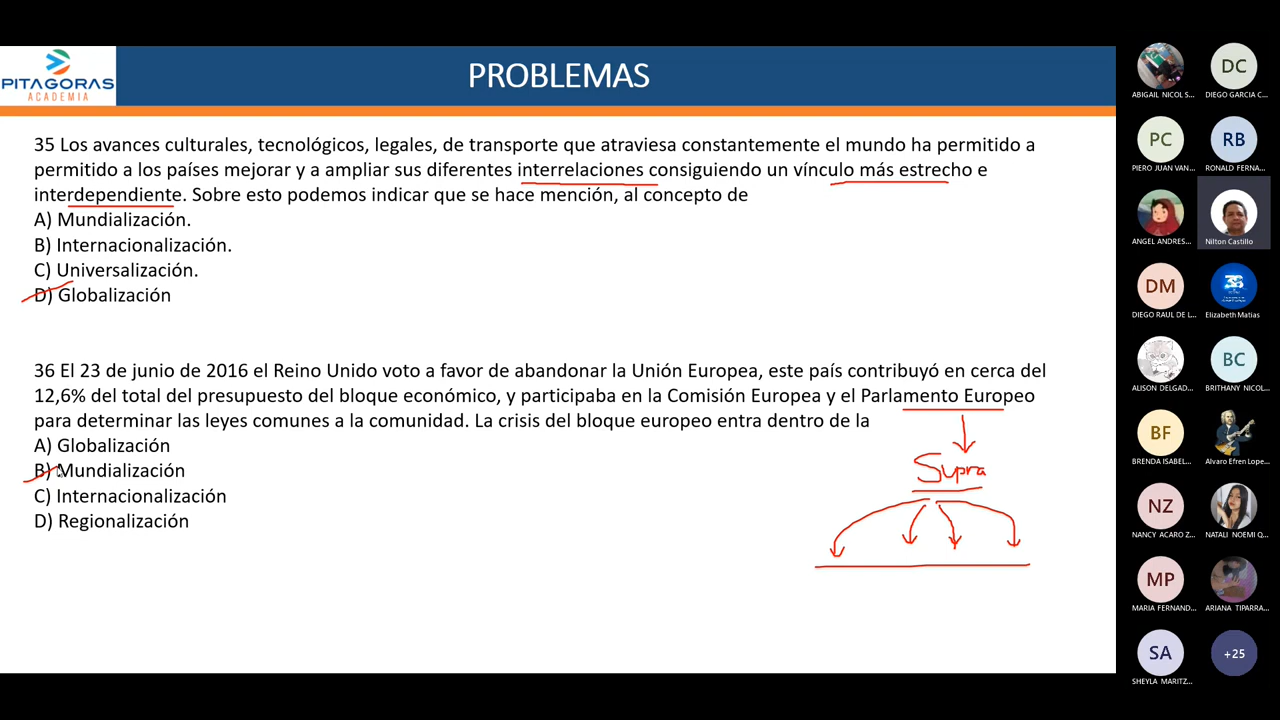 PITAGORAS
ACADEMIA
PROBLEMAS
35 Los avances culturales, tecnológicos, legales, de transporte que atraviesa constantemente el mundo ha permitido a
permitido a los países mejorar y a ampliar sus diferentes interrelaciones consiguiendo un vínculo más estrecho e
interdependiente. Sobre esto podemos indicar que se hace mención, al concepto de
A) Mundialización.
B) Internacionalización.
C) Universalización.
D) Globalización
36 El 23 de junio de 2016 el Reino Unido voto a favor de abandonar la Unión Europea, este país contribuyó en cerca del
12,6% del total del presupuesto del bloque económico, y participaba en la Comisión Europea y el Parlamento Europeo
para determinar las leyes comunes a la comunidad. La crisis del bloque europeo entra dentro de la
A) Globalización
B) Mundialización
C) Internacionalización
D) Regionalización
Supra
ABIGAIL NICOL S...
DC
DIEGO GARCIA C...
PC
PIERO JUAN VAN...
RB
RONALD FERNA...
ANGEL ANDRES...
Nilton Castillo
DM
DIEGO RAUL DE L...
Elizabeth Matias
ALISON DELGAD...
BC
BRITHANY NICOL...
BF
BRENDA ISABEL...
Alvaro Efren Lope...
NZ
NANCY ACARO Z...
NATALI NOEMI Q...
MP
MARIA FERNAND...
ARIANA TIPARRA...
SA
SHEYLA MARITZ...
+25